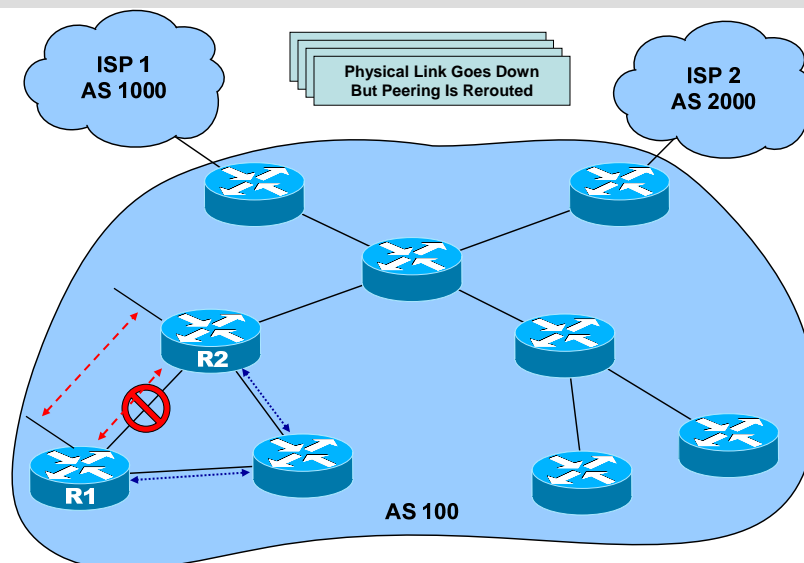 ISP 1
AS 1000
Physical Link Goes Down
But Peering Is Rerouted
ISP 2
AS 2000
R2
R1
AS 100